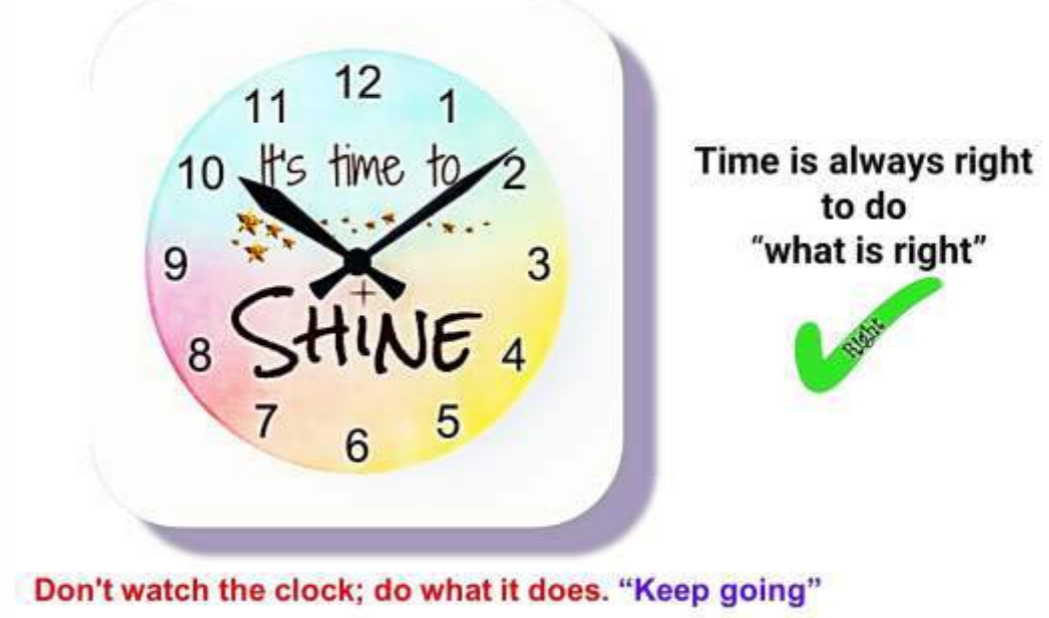 12
11 1
It's time to
10 2
9 3
SHINE
8 4
7 5
6
Time is always right
to do
“what is right”
Right
Don't watch the clock; do what it does. “Keep going”